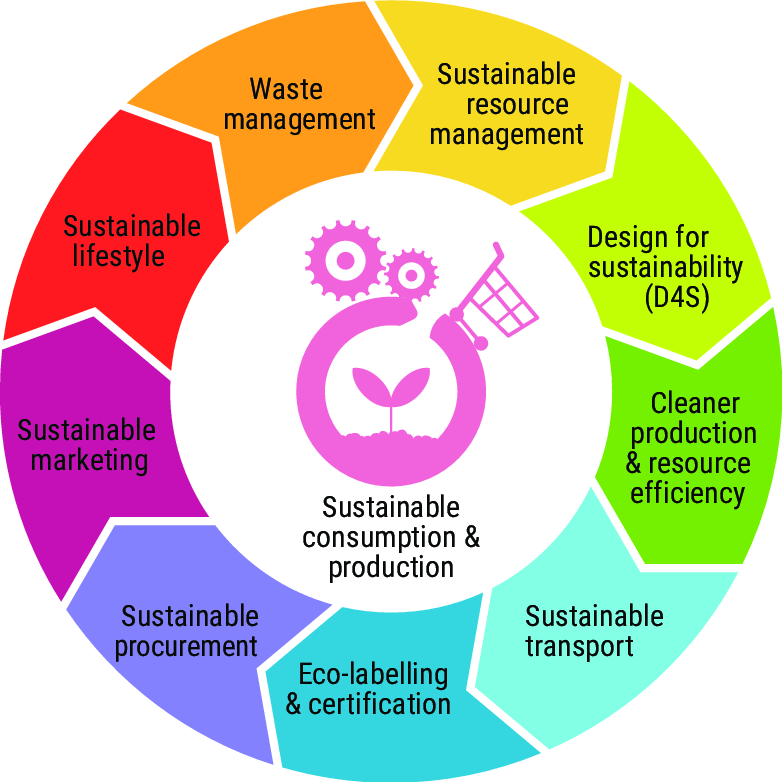 Sustainable
resource
management
Design for
sustainability
(D4S)
Cleaner
production
& resource
efficiency
Sustainable
transport
Eco-labelling
& certification
Sustainable
procurement
Sustainable
marketing
Sustainable
lifestyle
Waste
management
Sustainable
consumption &
production